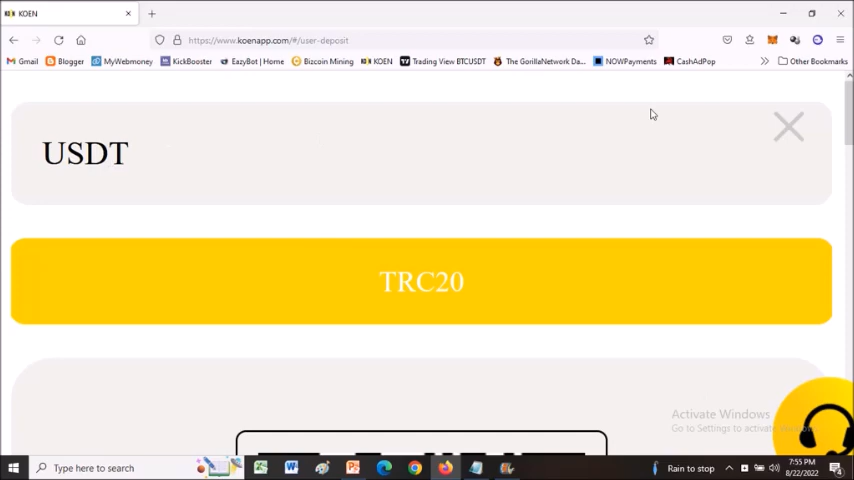 KOEN
https://www.koenapp.com/#/user-deposit
Gmail Blogger MyWebmoney KickBooster EazyBot | Home Bizcoin Mining KOEN Trading View BTCUSDT The GorillaNetwork Da... NOWPayments CashAdPop Other Bookmarks
USDT
TRC20
Activate Windows
Go to Settings to activate Windows.
Type here to search
Rain to stop
7:55 PM
8/22/2022
4